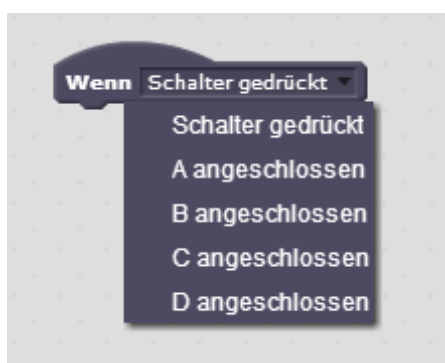 Wenn Schalter gedrückt
Schalter gedrückt
A angeschlossen
B angeschlossen
C angeschlossen
D angeschlossen